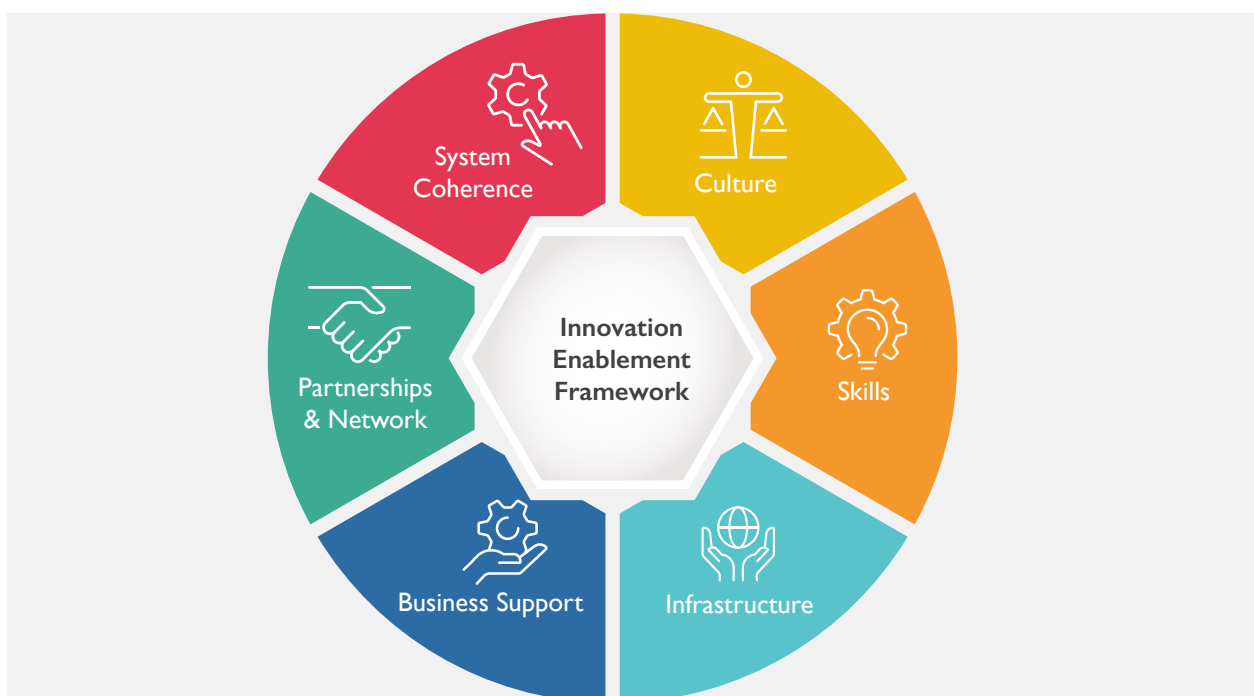 System
Coherence
Culture
Partnerships
& Network
Innovation
Enablement
Framework
Skills
Business Support
Infrastructure